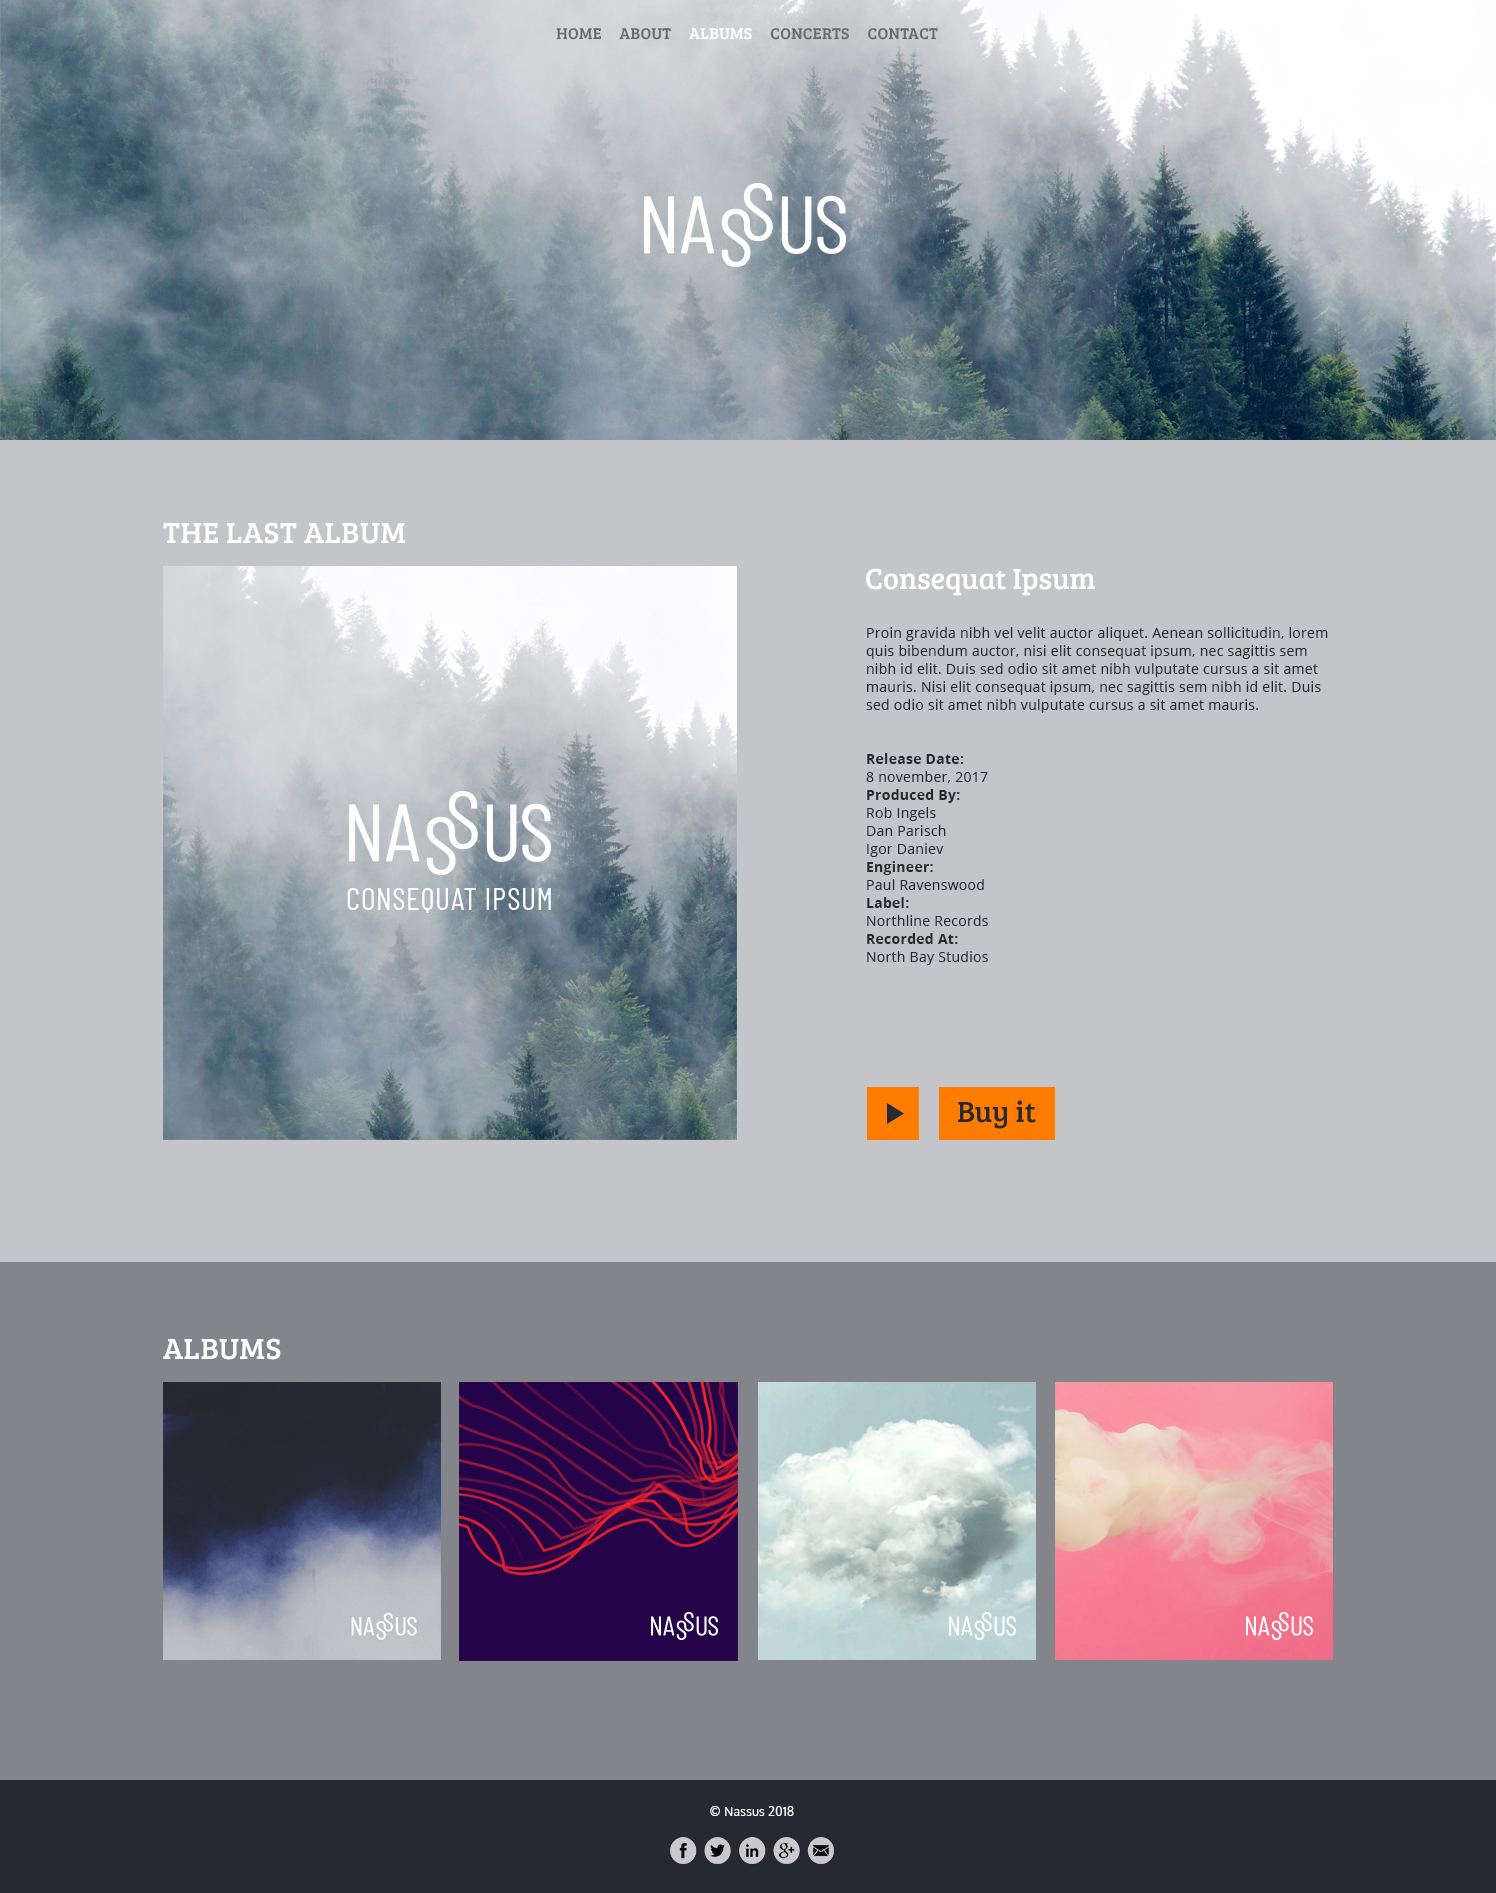 HOME ABOUT ALBUMS CONCERTS CONTACT
NASSUS
THE LAST ALBUM
NASSUS
CONSEQUAT IPSUM
Consequat Ipsum
Proin gravida nibh vel velit auctor aliquet. Aenean sollicitudin, lorem
quis bibendum auctor, nisi elit consequat ipsum, nec sagittis sem
nibh id elit. Duis sed odio sit amet nibh vulputate cursus a sit amet
mauris. Nisi elit consequat ipsum, nec sagittis sem nibh id elit. Duis
sed odio sit amet nibh vulputate cursus a sit amet mauris.
Release Date:
8 november, 2017
Produced By:
Rob Ingels
Dan Parisch
Igor Daniev
Engineer:
Paul Ravenswood
Label:
Northline Records
Recorded At:
North Bay Studios
Buy it
ALBUMS
NASSUS
NASSUS
NASSUS
NASSUS
© Nassus 2018
f in g+